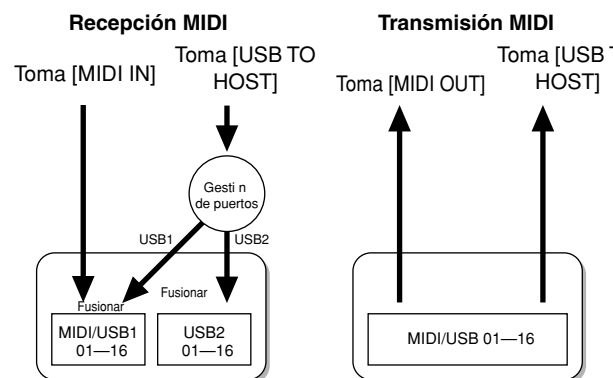 Recepción MIDI
Toma [MIDI IN]
Toma [USB TO
HOST]
Gesti n
de puertos
USB1
USB2
Fusionar
Fusionar
MIDI/USB1
01—16
USB2
01—16
Transmisión MIDI
Toma [MIDI OUT]
Toma [USB T
HOST]
MIDI/USB 01—16